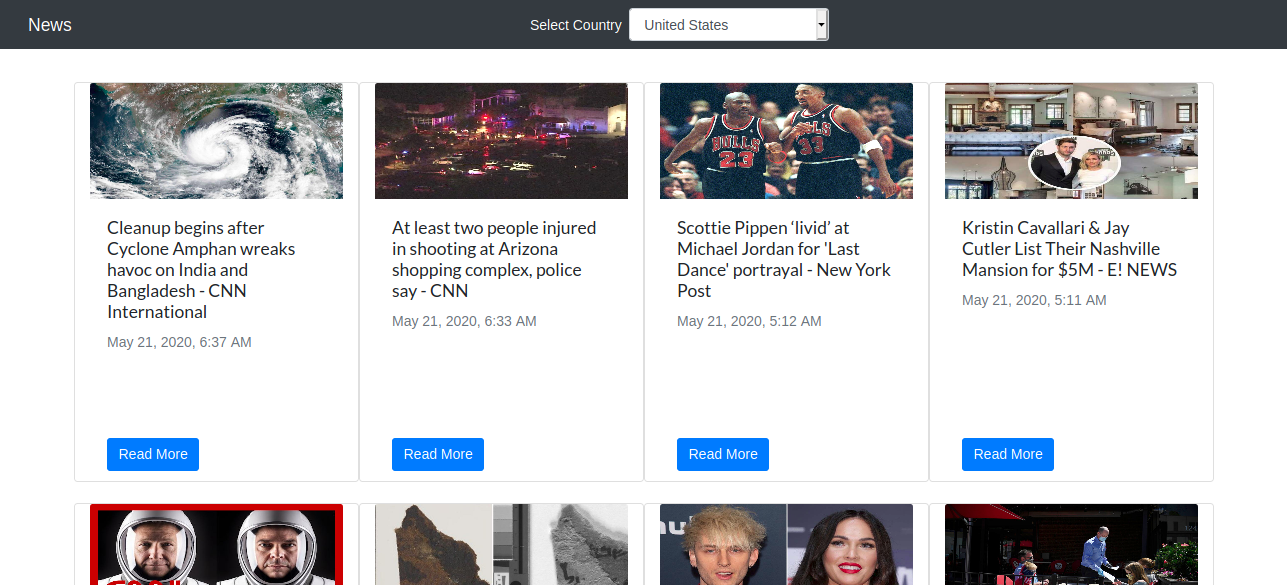 News
Select Country United States
BULLS
23
BULLS
33
Cleanup begins after
Cyclone Amphan wreaks
havoc on India and
Bangladesh - CNN
International
May 21, 2020, 6:37 AM
Read More
At least two people injured
in shooting at Arizona
shopping complex, police
say - CNN
May 21, 2020, 6:33 AM
Read More
Scottie Pippen ‘livid’ at
Michael Jordan for 'Last
Dance' portrayal - New York
Post
May 21, 2020, 5:12 AM
Read More
Kristin Cavallari & Jay
Cutler List Their Nashville
Mansion for $5M - E! NEWS
May 21, 2020, 5:11 AM
Read More